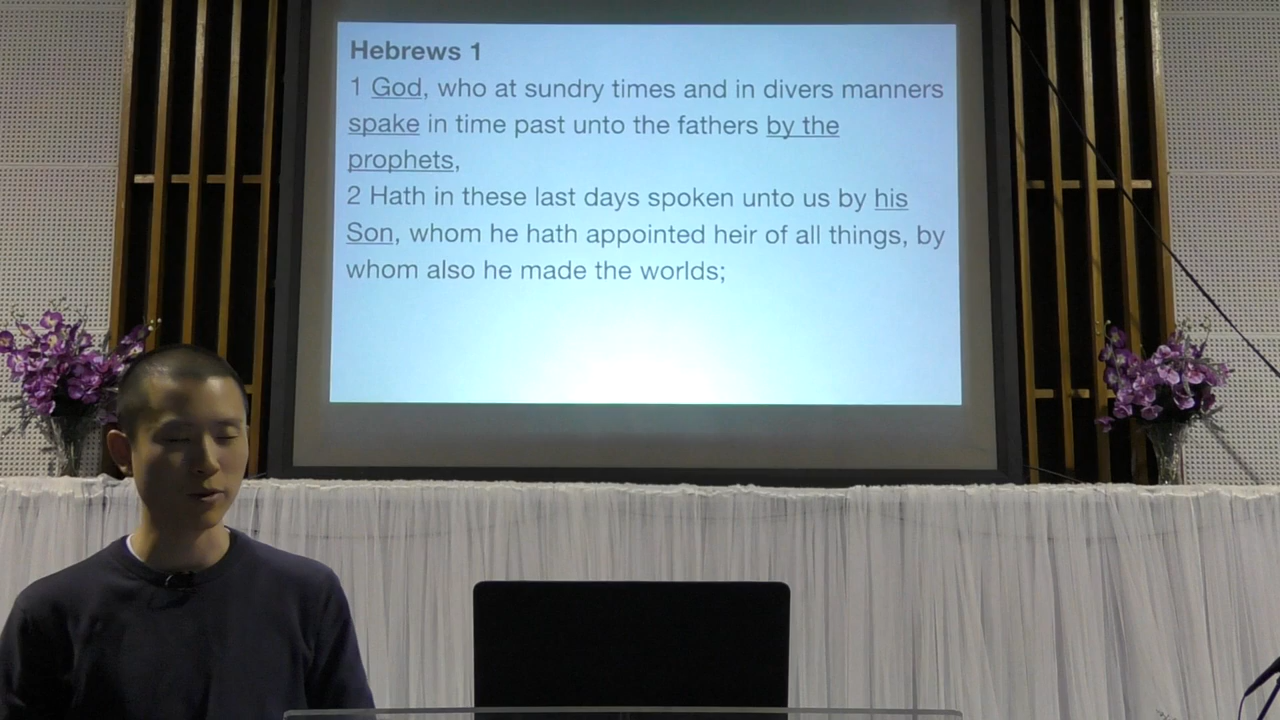 Hebrews 1
1 God, who at sundry times and in divers manners
spake in time past unto the fathers by the
prophets,
2 Hath in these last days spoken unto us by his
Son, whom he hath appointed heir of all things, by
whom also he made the worlds;